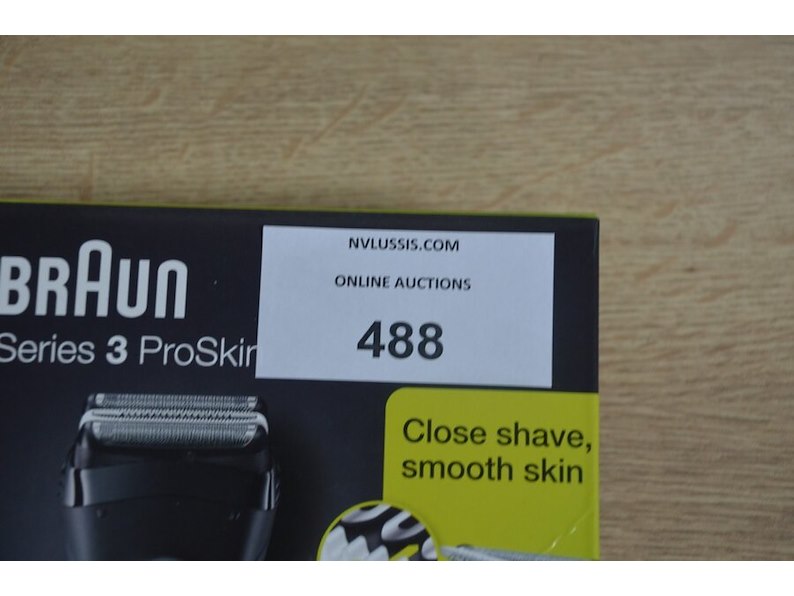 BRAUN
Series 3 ProSkin
NVLUSSIS.COM
ONLINE AUCTIONS
488
Close shave,
smooth skin